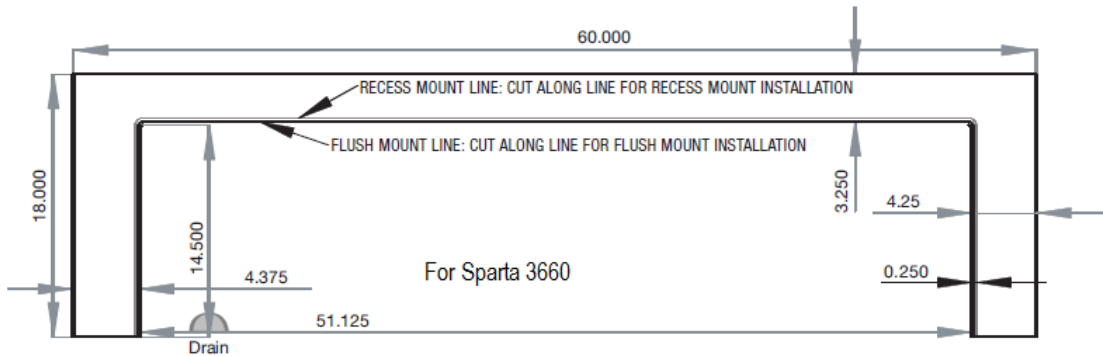 60.000
RECESS MOUNT LINE: CUT ALONG LINE FOR RECESS MOUNT INSTALLATION
FLUSH MOUNT LINE: CUT ALONG LINE FOR FLUSH MOUNT INSTALLATION
18.000
14.500
3.250
4.25
For Sparta 3660
4.375
0.250
51.125
Drain